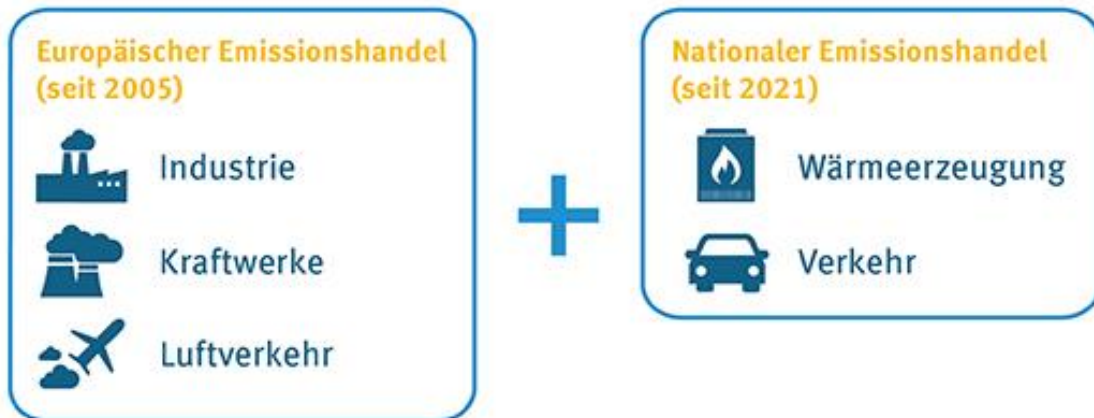 Europäischer Emissionshandel
(seit 2005)
Industrie
Kraftwerke
Luftverkehr
Nationaler Emissionshandel
(seit 2021)
Wärmeerzeugung
Verkehr